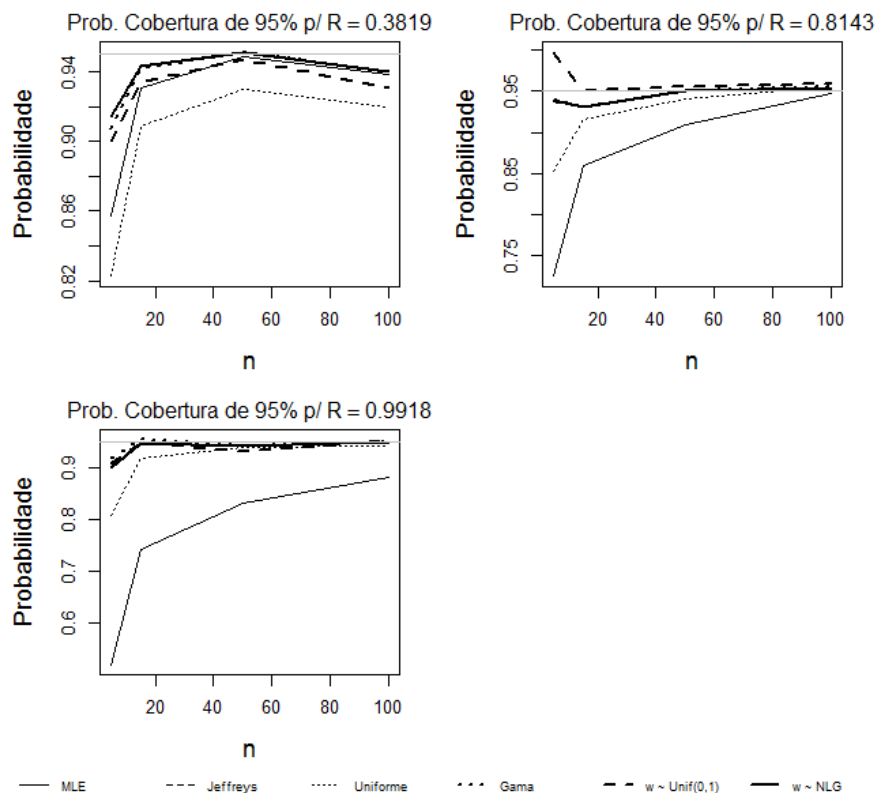 Prob. Cobertura de 95% p/ R = 0.3819
Probabilidade
0.94
0.90
0.86
0.82
20 40 60 80 100
n
Prob. Cobertura de 95% p/ R = 0.8143
Probabilidade
0.95
0.85
0.75
20 40 60 80 100
n
Prob. Cobertura de 95% p/ R = 0.9918
Probabilidade
0.9
0.8
0.7
0.6
20 40 60 80 100
n
MLE Jeffreys Uniforme Gama w ~ Unif(0,1) w ~ NLG